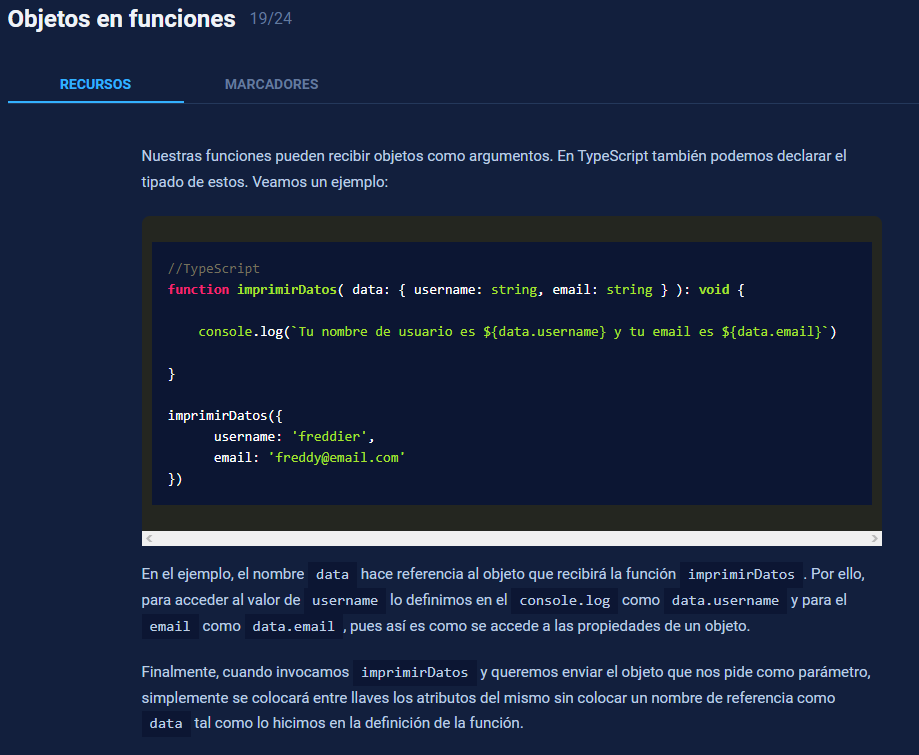 Objetos en funciones 19/24
RECURSOS MARCADORES
Nuestras funciones pueden recibir objetos como argumentos. En TypeScript también podemos declarar el
tipado de estos. Veamos un ejemplo:
//TypeScript
function imprimirDatos( data: { username: string, email: string } ): void {
console.log(`Tu nombre de usuario es ${data.username} y tu email es ${data.email}`)
}
imprimirDatos({
username: 'freddier',
email: 'freddy@email.com'
})
En el ejemplo, el nombre data hace referencia al objeto que recibirá la función imprimirDatos . Por ello,
para acceder al valor de username lo definimos en el console.log como data.username y para el
email como data.email , pues así es como se accede a las propiedades de un objeto.
Finalmente, cuando invocamos imprimirDatos y queremos enviar el objeto que nos pide como parámetro,
simplemente se colocará entre llaves los atributos del mismo sin colocar un nombre de referencia como
data tal como lo hicimos en la definición de la función.